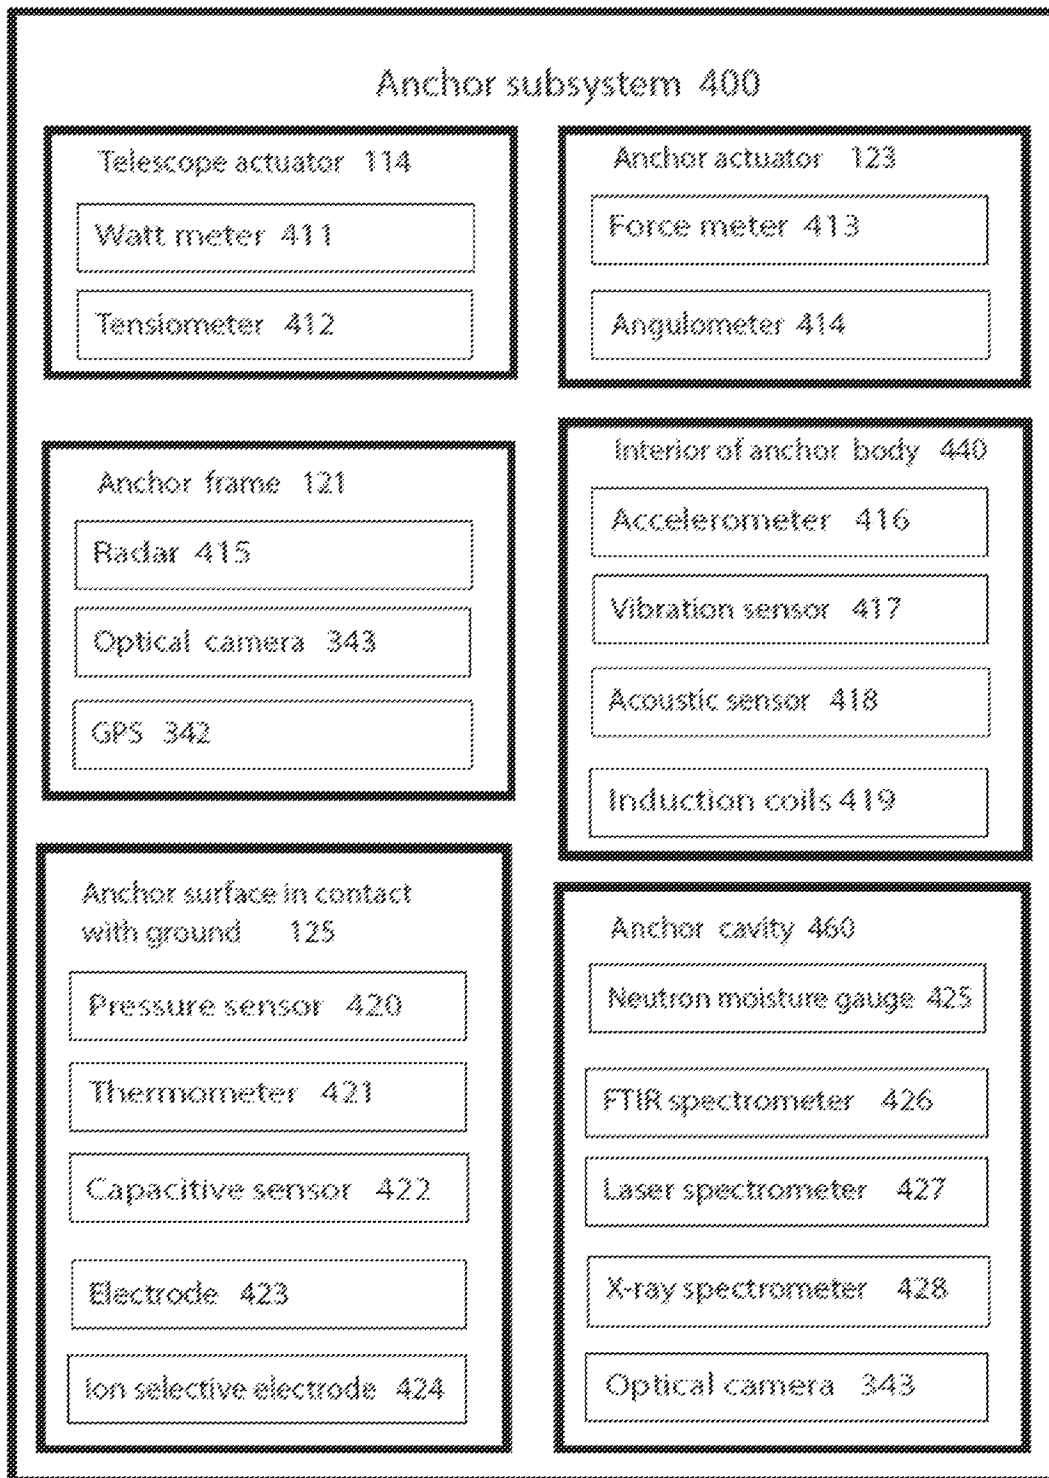 Anchor subsystem 400
Telescope actuator 114
Watt meter 411
Tensiometer 412
Anchor actuator 123
Force meter 413
Angulometer 414
Anchor frame 121
Radar 415
Optical camera 343
GPS 342
Interior of anchor body 440
Accelerometer 416
Vibration sensor 417
Acoustic sensor 418
Induction coils 419
Anchor surface in contact
with ground 125
Pressure sensor 420
Thermometer 421
Capacitive sensor 422
Electrode 423
Ion selective electrode 424
Anchor cavity 460
Neutron moisture gauge 425
FTIR spectrometer 426
Laser spectrometer 427
X-ray spectrometer 428
Optical camera 343